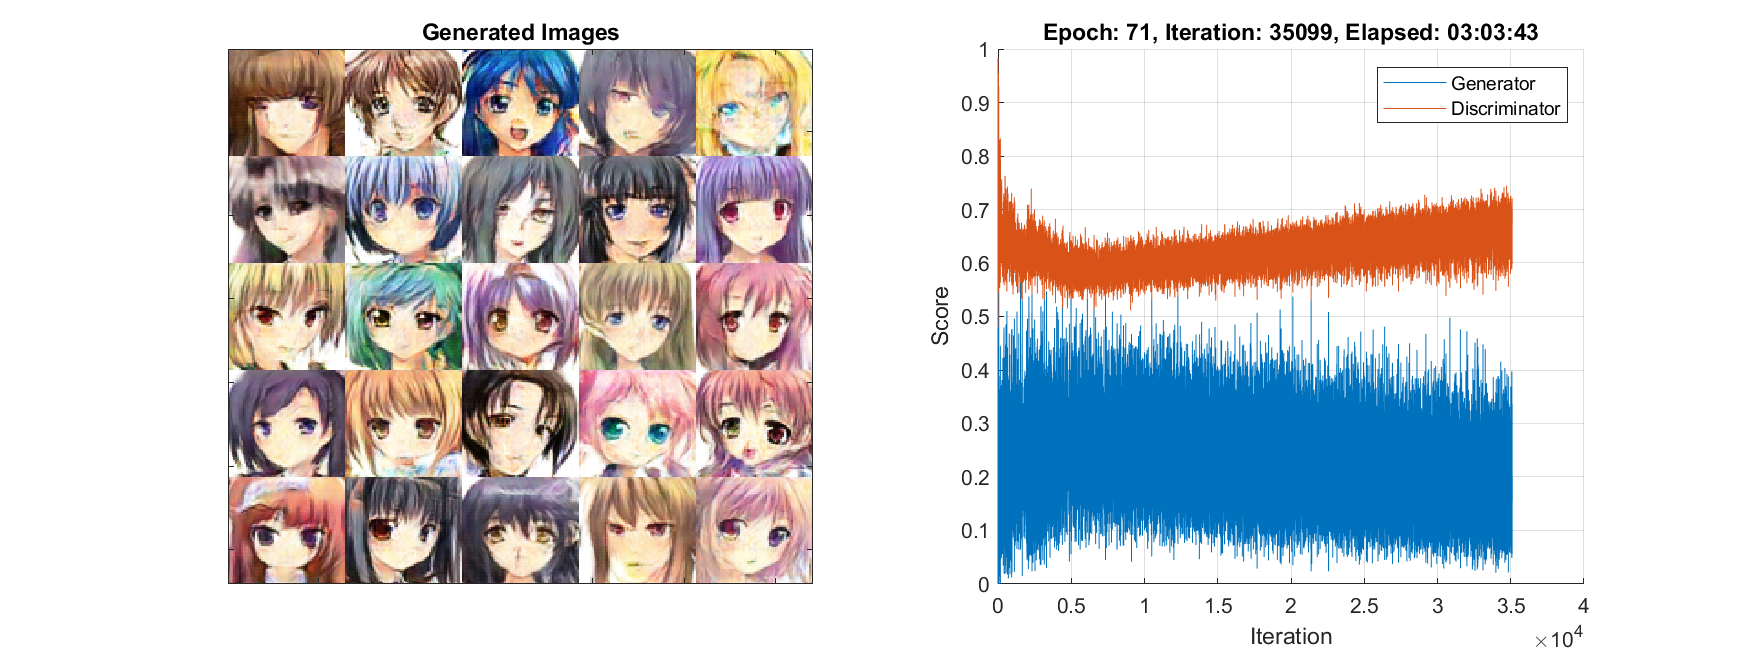 Generated Images
Epoch: 71, Iteration: 35099, Elapsed: 03:03:43
Generator
Discriminator
1
0.9
0.8
0.7
0.6
0.5
0.4
0.3
0.2
0.1
0
Score
0 0.5 1 1.5 2 2.5 3 3.5 4
Iteration
×10⁴